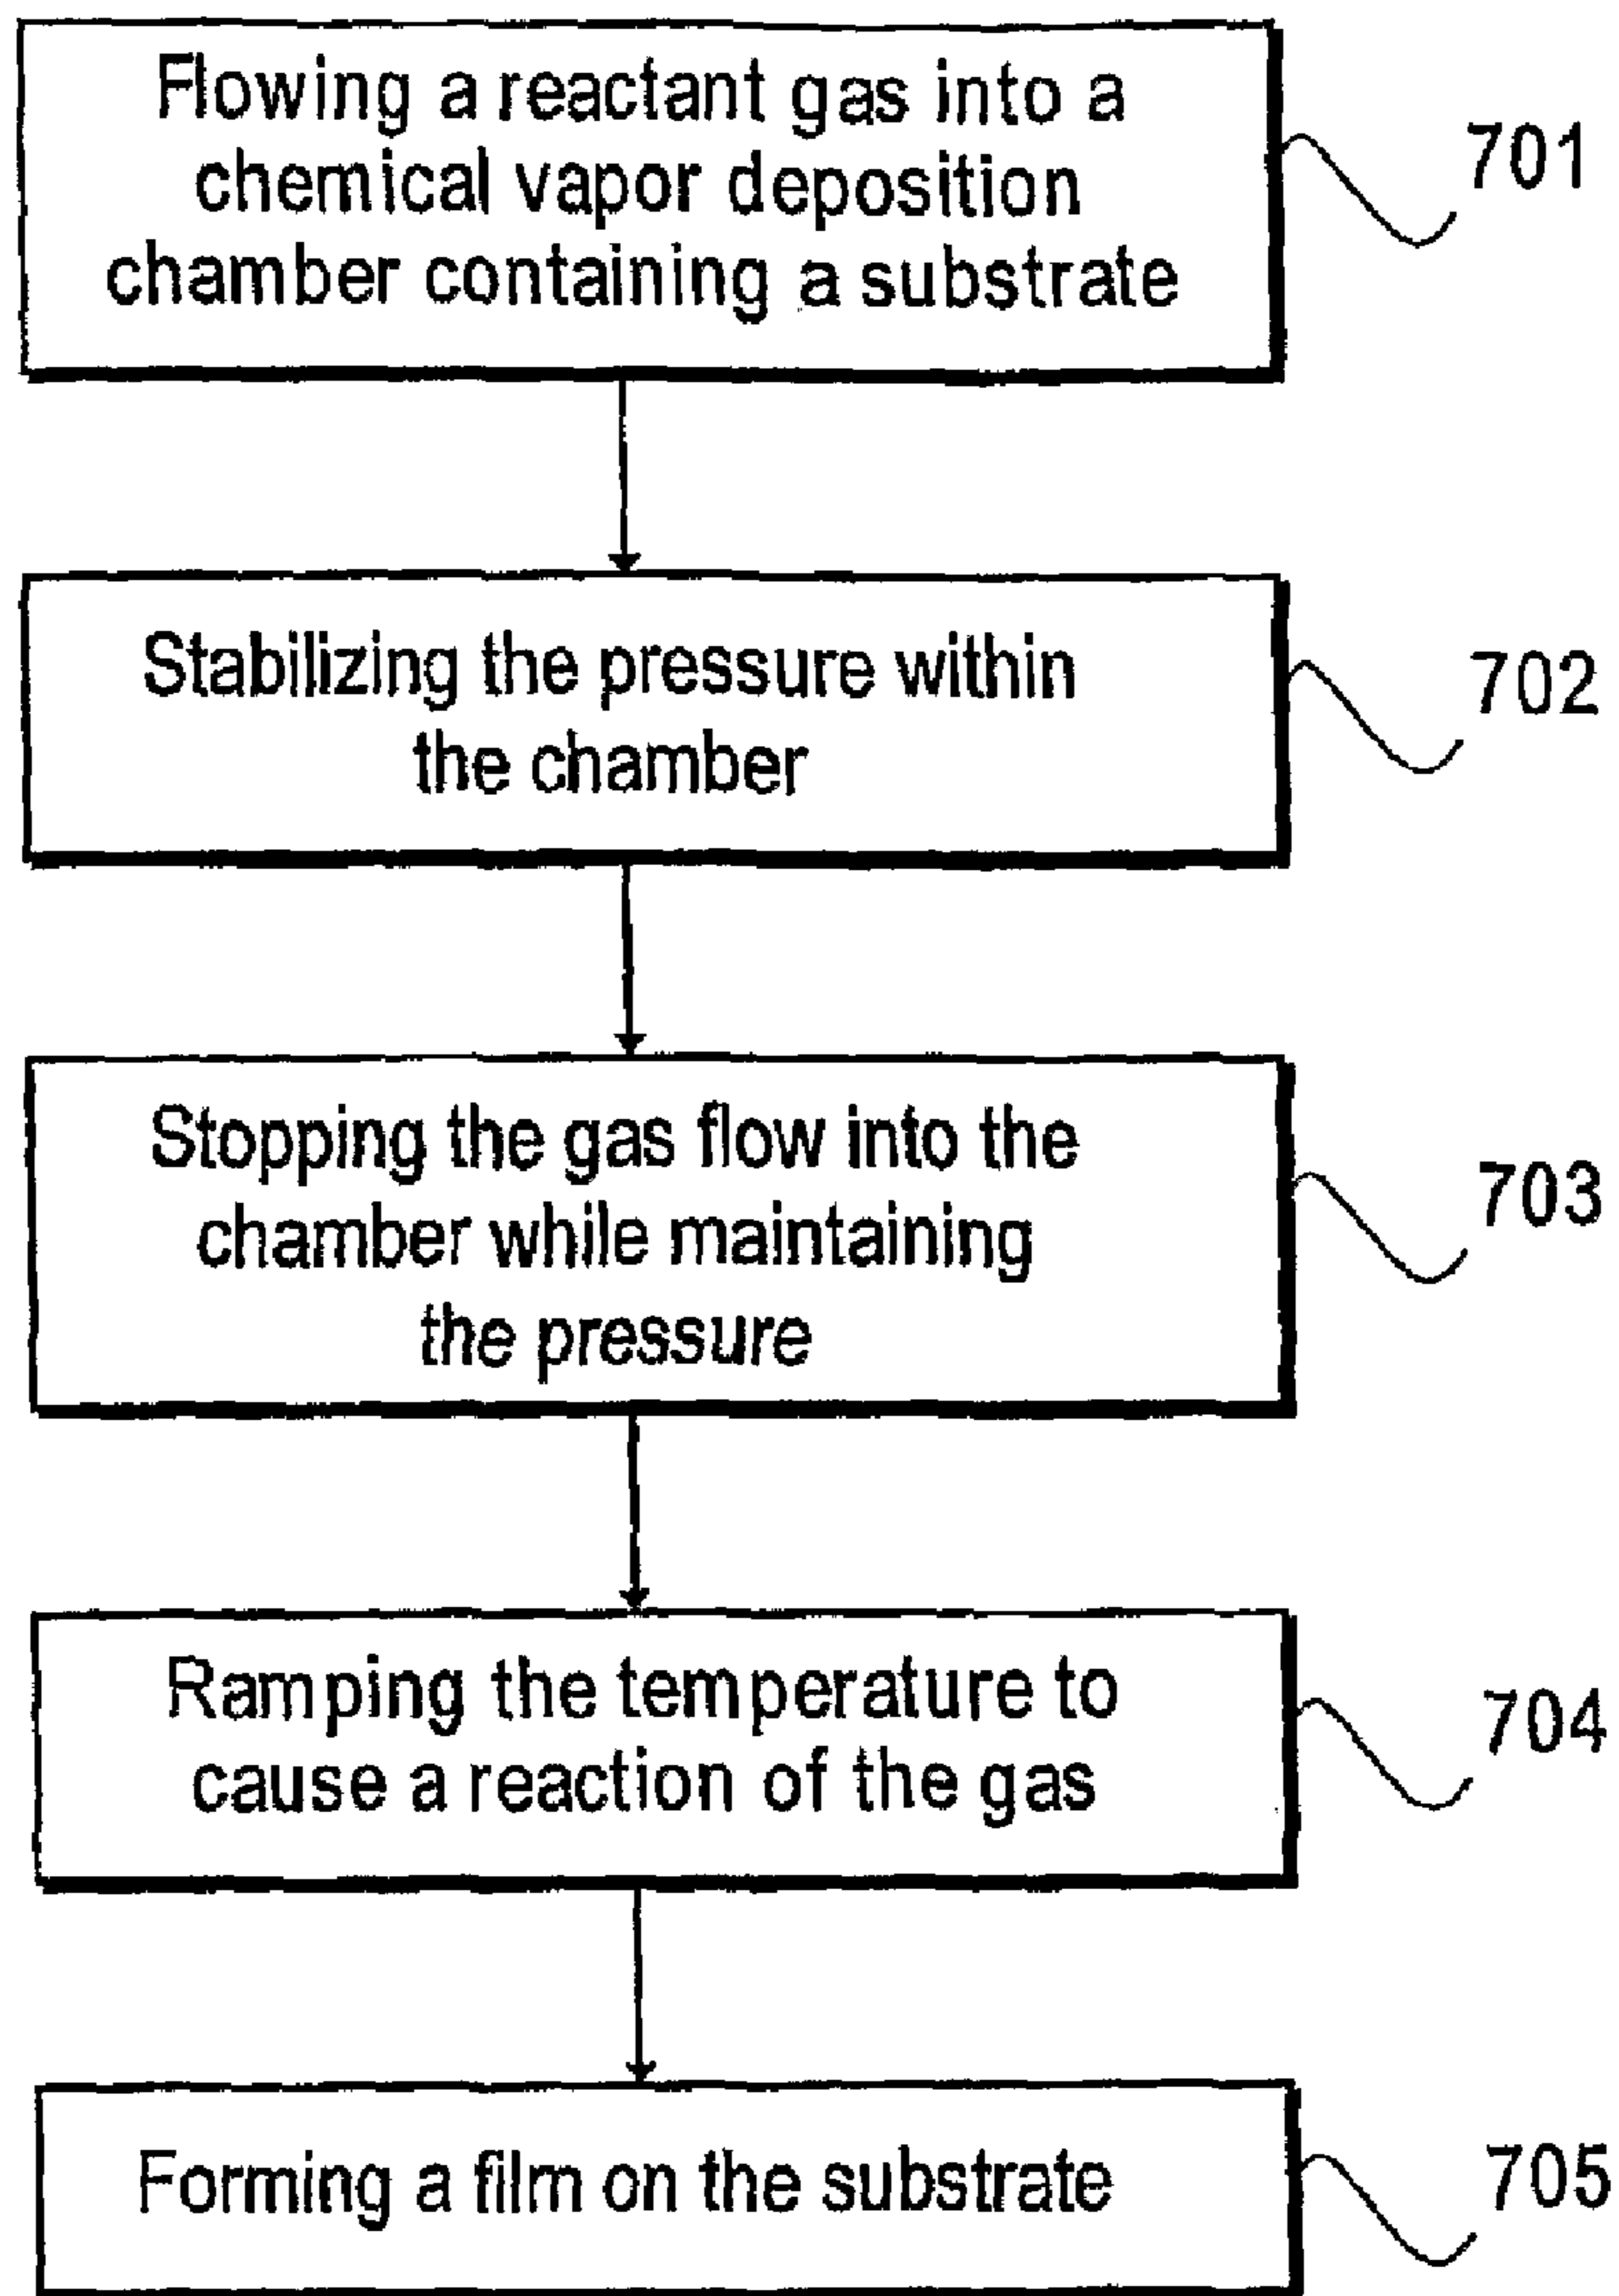 Flowing a reactant gas into a
chemical vapor deposition
chamber containing a substrate
701
Stabilizing the pressure within
the chamber
702
Stopping the gas flow into the
chamber while maintaining
the pressure
703
Ramping the temperature to
cause a reaction of the gas
704
Forming a film on the substrate
705